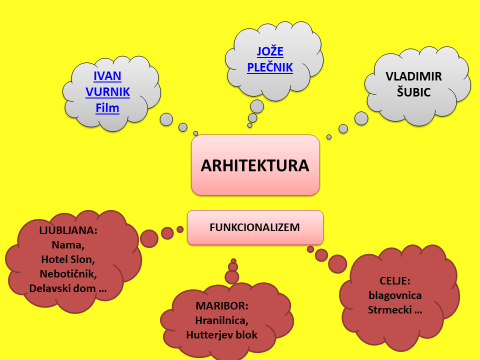 JOŽE
PLEČNIK
IVAN
VURNIK
Film
VLADIMIR
ŠUBIC
ARHITEKTURA
FUNKCIONALIZEM
LJUBLJANA:
Nama,
Hotel Slon,
Nebotičnik,
Delavski dom ...
MARIBOR:
Hranilnica,
Hutterjev blok
CELJE:
blagovnica
Strmecki ...